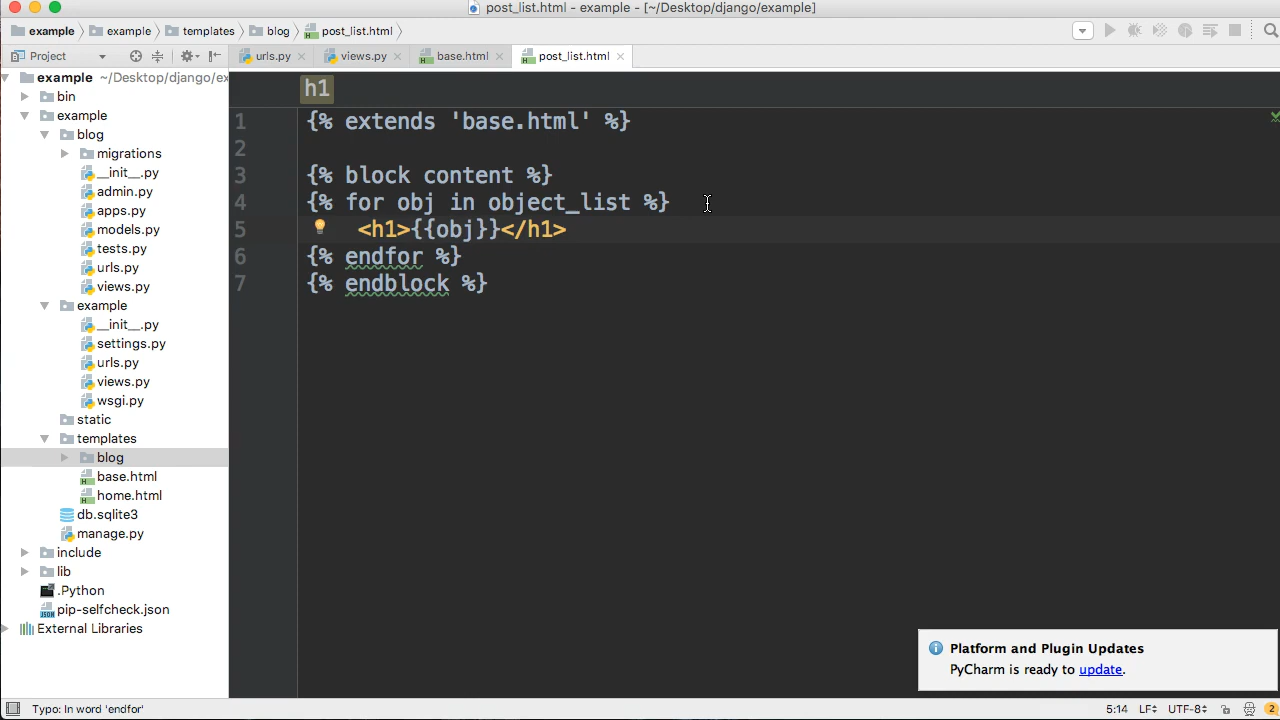 post_list.html - example - [~/Desktop/django/example]
example example templates blog post_list.html
Project urls.py views.py base.html post_list.html
example ~/Desktop/django/ex
bin
example
blog
migrations
__init__.py
admin.py
apps.py
models.py
tests.py
urls.py
views.py
example
__init__.py
settings.py
urls.py
views.py
wsgi.py
static
templates
blog
base.html
home.html
db.sqlite3
manage.py
include
lib
.Python
pip-selfcheck.json
External Libraries
h1
1 {% extends 'base.html' %}
2
3 {% block content %}
4 {% for obj in object_list %}
5 <h1>{{obj}}</h1>
6 {% endfor %}
7 {% endblock %}
Platform and Plugin Updates
PyCharm is ready to update.
Typo: In word 'endfor' 5:14 LF÷ UTF-8÷ 2